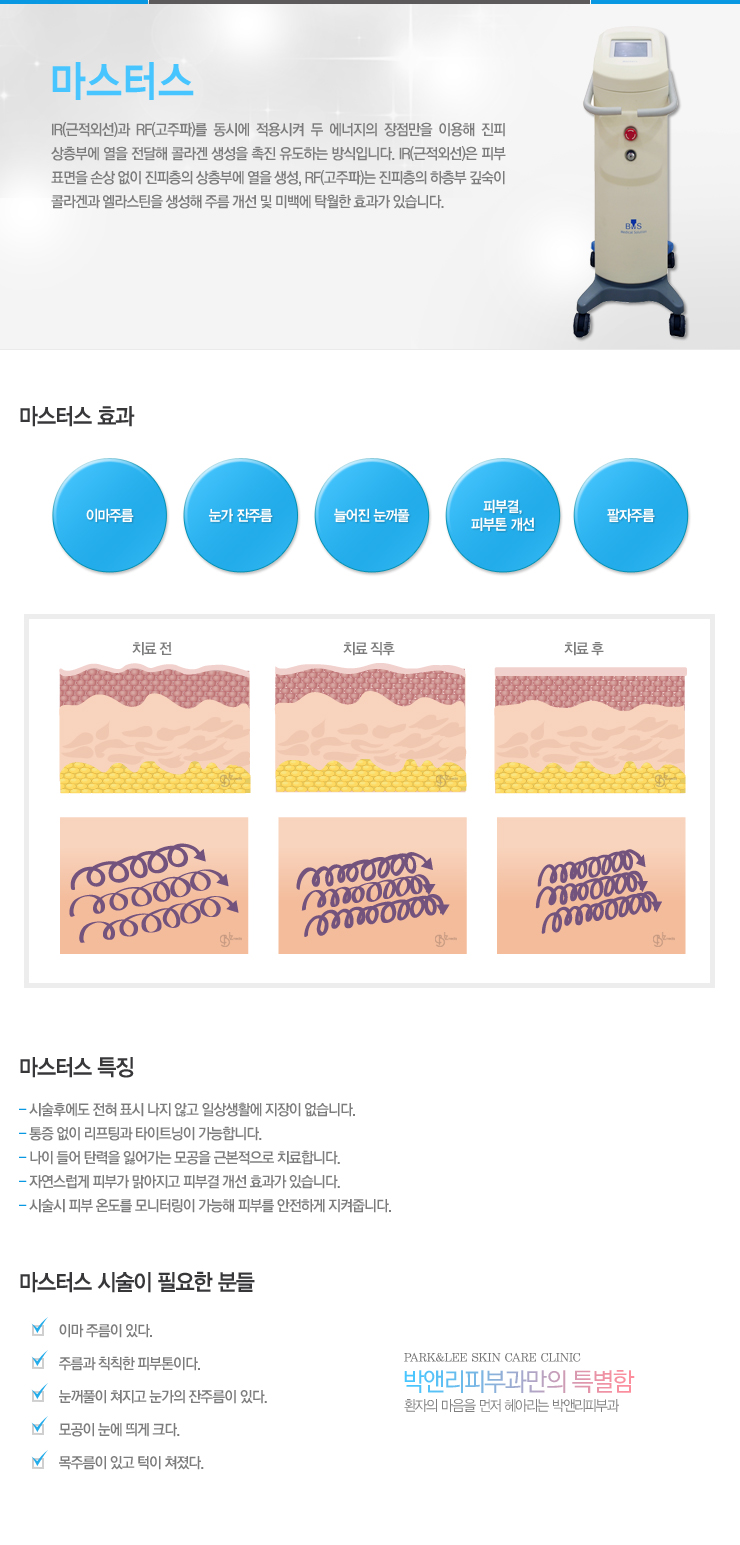 마스터스
IR(근적외선)과 RF(고주파)를 동시에 적용시켜 두 에너지의 장점만을 이용해 진피
상층부에 열을 전달해 콜라겐 생성을 촉진 유도하는 방식입니다. IR(근적외선)은 피부
표면을 손상 없이 진피층의 상층부에 열을 생성, RF(고주파)는 진피층의 하층부 깊숙이
콜라겐과 엘라스틴을 생성해 주름 개선 및 미백에 탁월한 효과가 있습니다.
마스터스 효과
이마주름
눈가 잔주름
늘어진 눈꺼풀
피부결,
피부톤 개선
팔자주름
치료 전
치료 직후
치료 후
마스터스 특징
- 시술후에도 전혀 표시 나지 않고 일상생활에 지장이 없습니다.
- 통증 없이 리프팅과 타이트닝이 가능합니다.
- 나이 들어 탄력을 잃어가는 모공을 근본적으로 치료합니다.
- 자연스럽게 피부가 맑아지고 피부결 개선 효과가 있습니다.
- 시술시 피부 온도를 모니터링이 가능해 피부를 안전하게 지켜줍니다.
마스터스 시술이 필요한 분들
이마 주름이 있다.
주름과 칙칙한 피부톤이다.
눈꺼풀이 쳐지고 눈가의 잔주름이 있다.
모공이 눈에 띄게 크다.
목주름이 있고 턱이 쳐졌다.
PARK&LEE SKIN CARE CLINIC
박앤리피부과만의 특별함
환자의 마음을 먼저 헤아리는 박앤리피부과